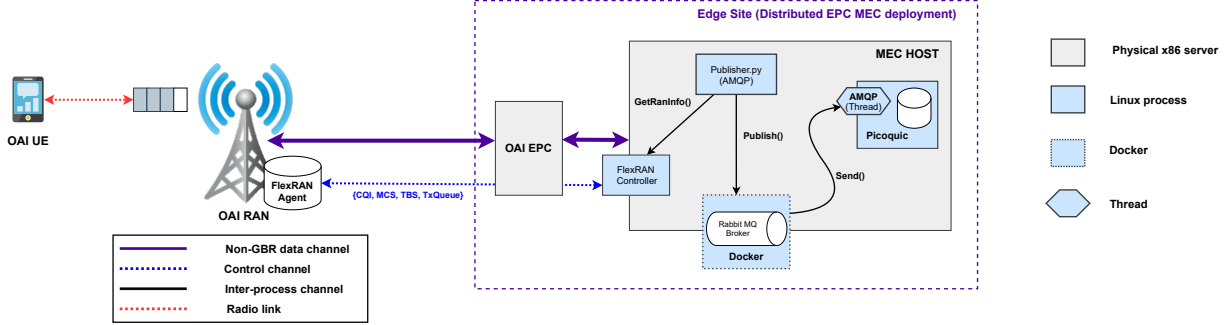 Edge Site (Distributed EPC MEC deployment)
MEC HOST
Publisher.py
(AMQP)
GetRanInfo()
Publish()
AMQP
(Thread)
Picoquic
Send()
FlexRAN
Controller
Rabbit MQ
Broker
Docker
OAI EPC
OAI UE
FlexRAN
Agent
OAI RAN
{CQI, MCS, TBS, TxQueue}
Non-GBR data channel
Control channel
Inter-process channel
Radio link
Physical x86 server
Linux process
Docker
Thread